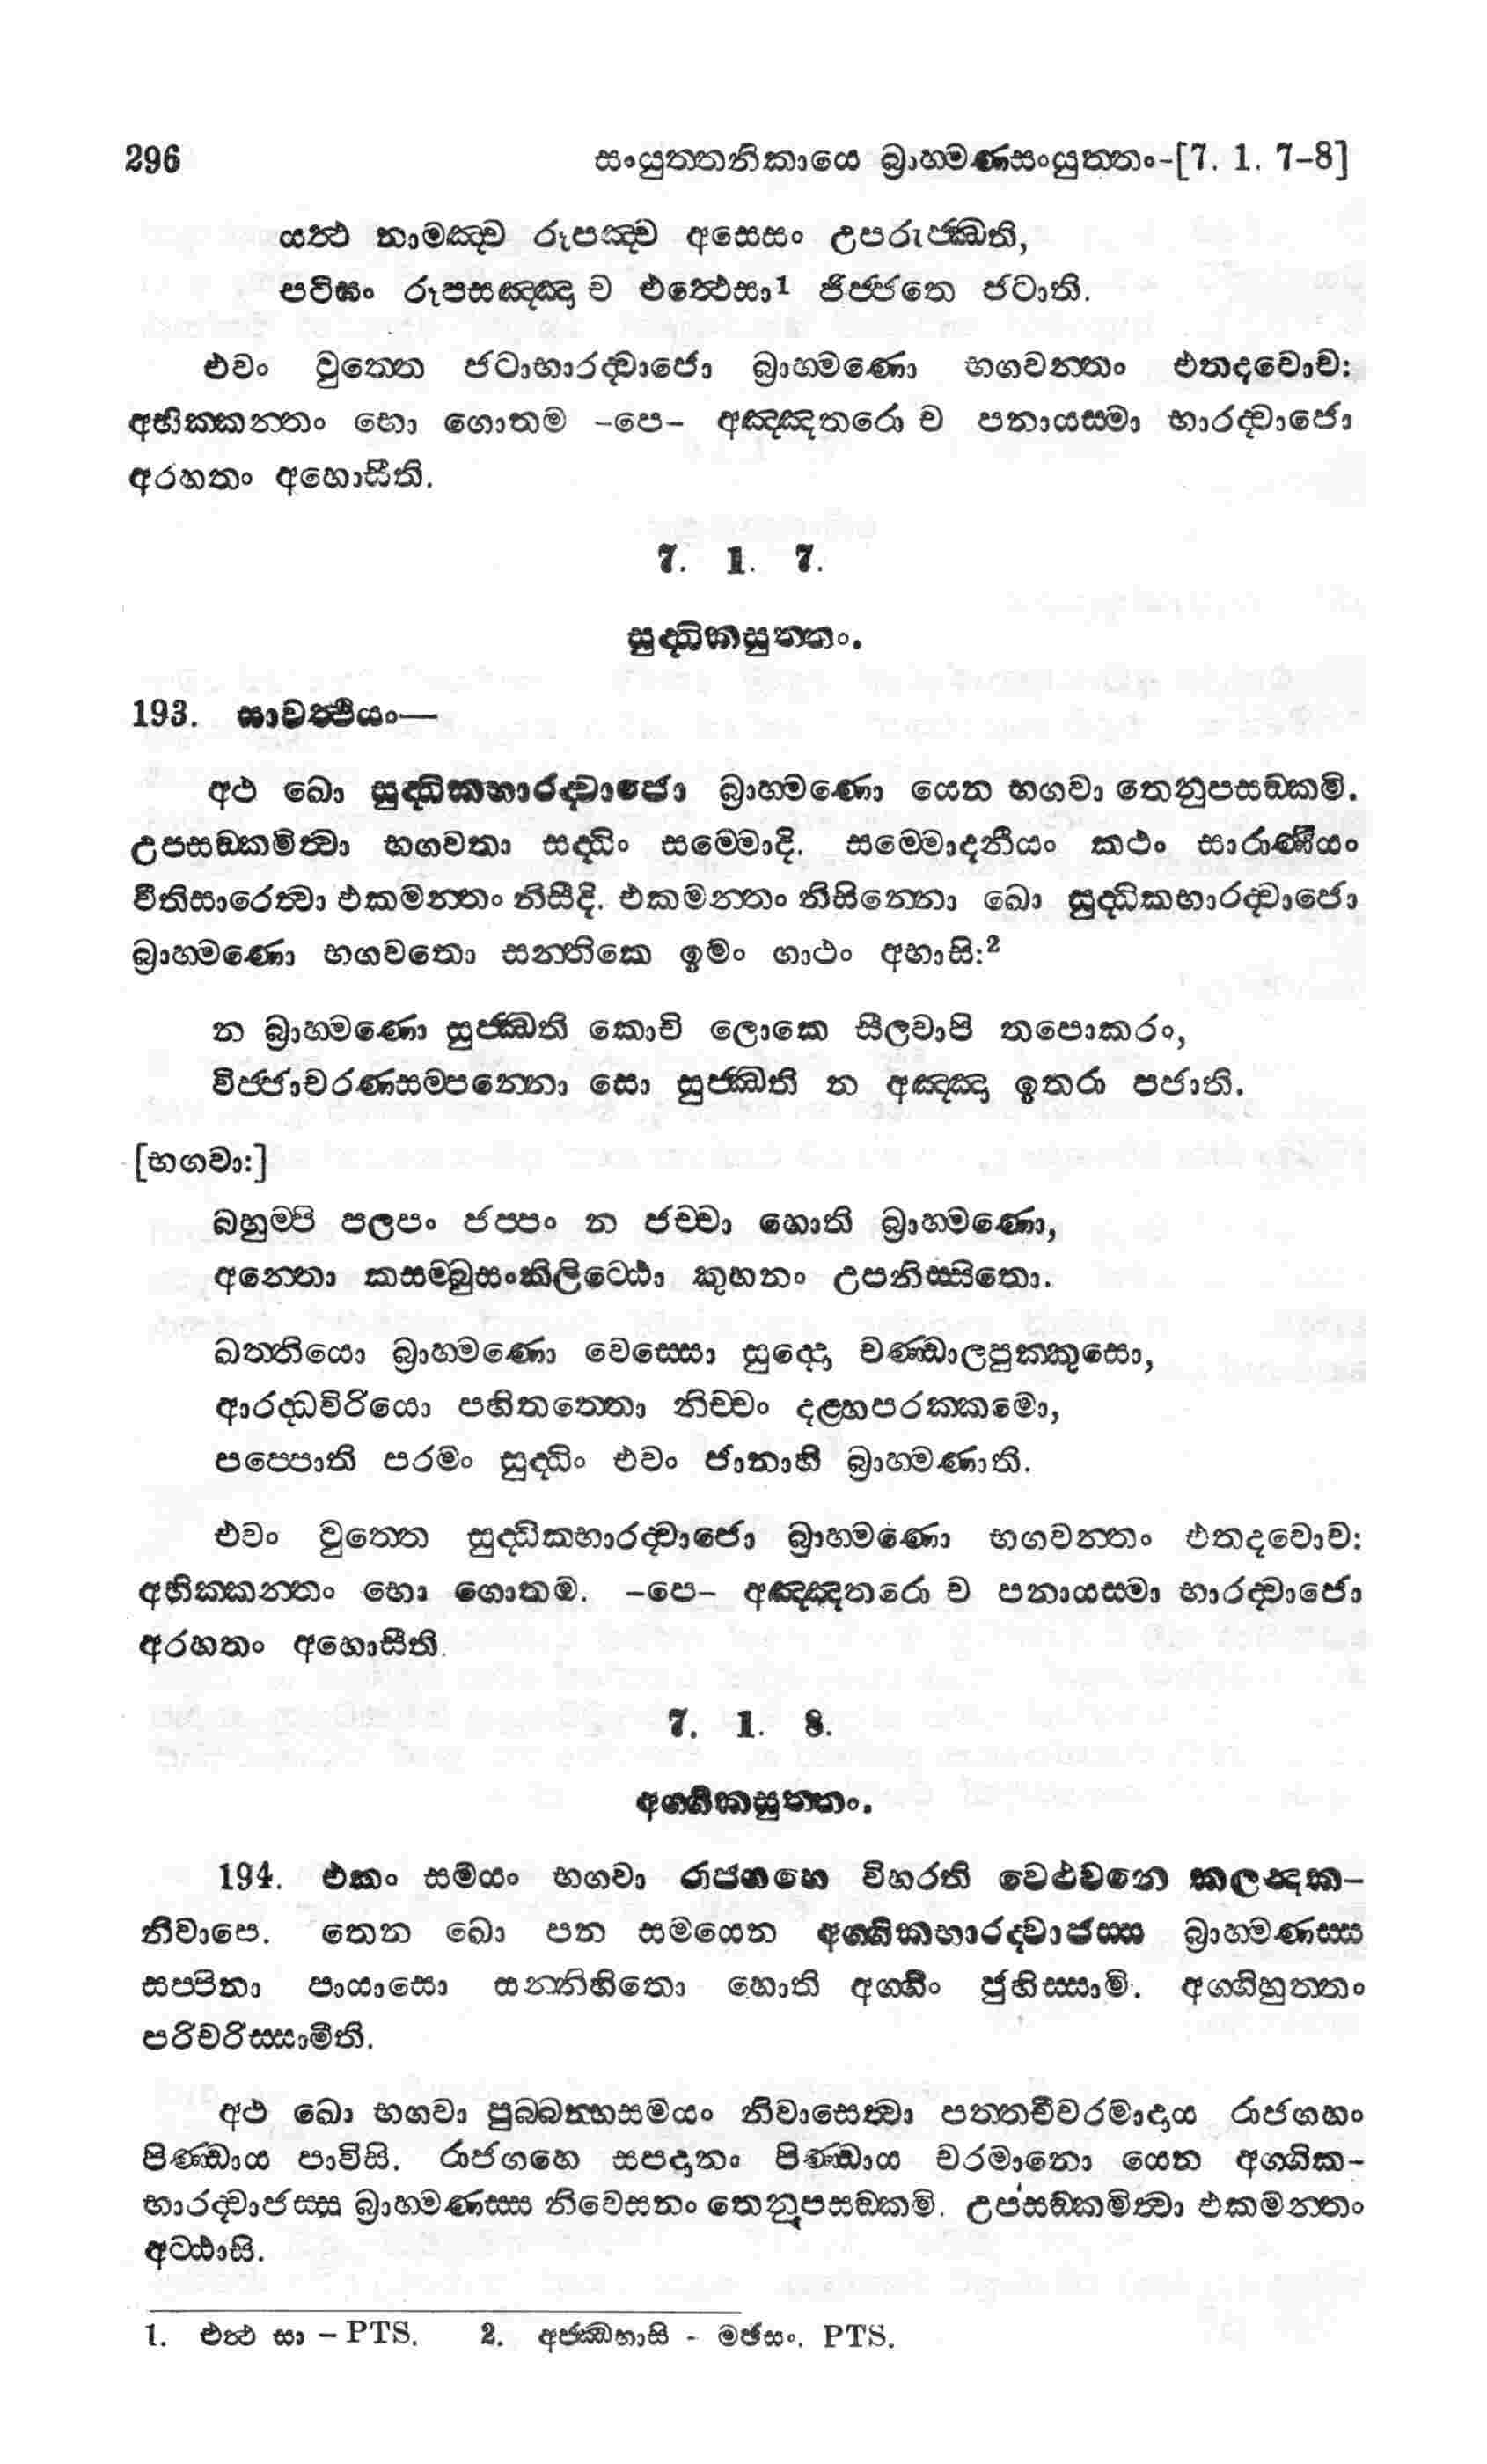 296 සංයුත්තනිකායෙ බ්‍රාහ්මණසංයුත්තං-[7. 1. 7-8]
යත්ථ නාමඤ්ච රූපඤ්ච අසෙසං උපරුජ්ඣති,
පටිඝං රූපසඤ්ඤා ච එත්ථෙසා1 ඡිජ්ජතෙ ජටාති.
එවං වුත්තෙ ජටාභාරද්වාජො බ්‍රාහ්මණො භගවන්තං එතදවොච:
අභික්කන්තං භො ගොතම -පෙ- අඤ්ඤතරො ච පනායස්මා භාරද්වාජො
අරහතං අහොසීති.
7. 1. 7.
සුද්ධිකසුත්තං.
193. සාවත්ථියං—
අථ ඛො සුද්ධිකභාරද්වාජො බ්‍රාහ්මණො යෙන භගවා තෙනුපසඞ්කමි.
උපසඞ්කමිත්වා භගවතා සද්ධිං සම්මොදි. සම්මොදනීයං කථං සාරාණීයං
වීතිසාරෙත්වා එකමන්තං නිසීදි. එකමන්තං නිසින්නො ඛො සුද්ධිකභාරද්වාජො
බ්‍රාහ්මණො භගවතො සන්තිකෙ ඉමං ගාථං අභාසි:2
න බ්‍රාහ්මණො සුජ්ඣති කොචි ලොකෙ සීලවාපි තපොකරං,
විජ්ජාචරණසම්පන්නො සො සුජ්ඣති න අඤ්ඤා ඉතරා පජාති.
[භගවා:]
බහුම්පි පලපං ජප්පං න ජච්චා හොති බ්‍රාහ්මණො,
අන්තො කසම්බුසංකිලිට්ඨො කුහනං උපනිස්සිතො.
ඛත්තියො බ්‍රාහ්මණො වෙස්සො සුද්දො චණ්ඩාලපුක්කුසො,
ආරද්ධවිරියො පහිතත්තො නිච්චං දළ්හපරක්කමො,
පප්පොති පරමං සුද්ධිං එවං ජානාහි බ්‍රාහ්මණාති.
එවං වුත්තෙ සුද්ධිකභාරද්වාජො බ්‍රාහ්මණො භගවන්තං එතදවොච:
අභික්කන්තං භො ගොතම. -පෙ- අඤ්ඤතරො ච පනායස්මා භාරද්වාජො
අරහතං අහොසීති.
7. 1. 8.
අග්ගිකසුත්තං.
194. එකං සමයං භගවා රාජගහෙ විහරති වෙළුවනෙ කලන්දක-
නිවාපෙ. තෙන ඛො පන සමයෙන අග්ගිකභාරද්වාජස්ස බ්‍රාහ්මණස්ස
සප්පිනා පායාසො සන්නිහිතො හොති අග්ගිං ජුහිස්සාමි. අග්ගිහුත්තං
පරිචරිස්සාමීති.
අථ ඛො භගවා පුබ්බන්හසමයං නිවාසෙත්වා පත්තචීවරමාදාය රාජගහං
පිණ්ඩාය පාවිසි. රාජගහෙ සපදානං පිණ්ඩාය චරමානො යෙන අග්ගික-
භාරද්වාජස්ස බ්‍රාහ්මණස්ස නිවෙසනං තෙනූපසඞ්කමි. උපසඞ්කමිත්වා එකමන්තං
අට්ඨාසි.
1. එත්ථ සා – PTS. 2. අජ්ඣභාසි - මඡසං. PTS.